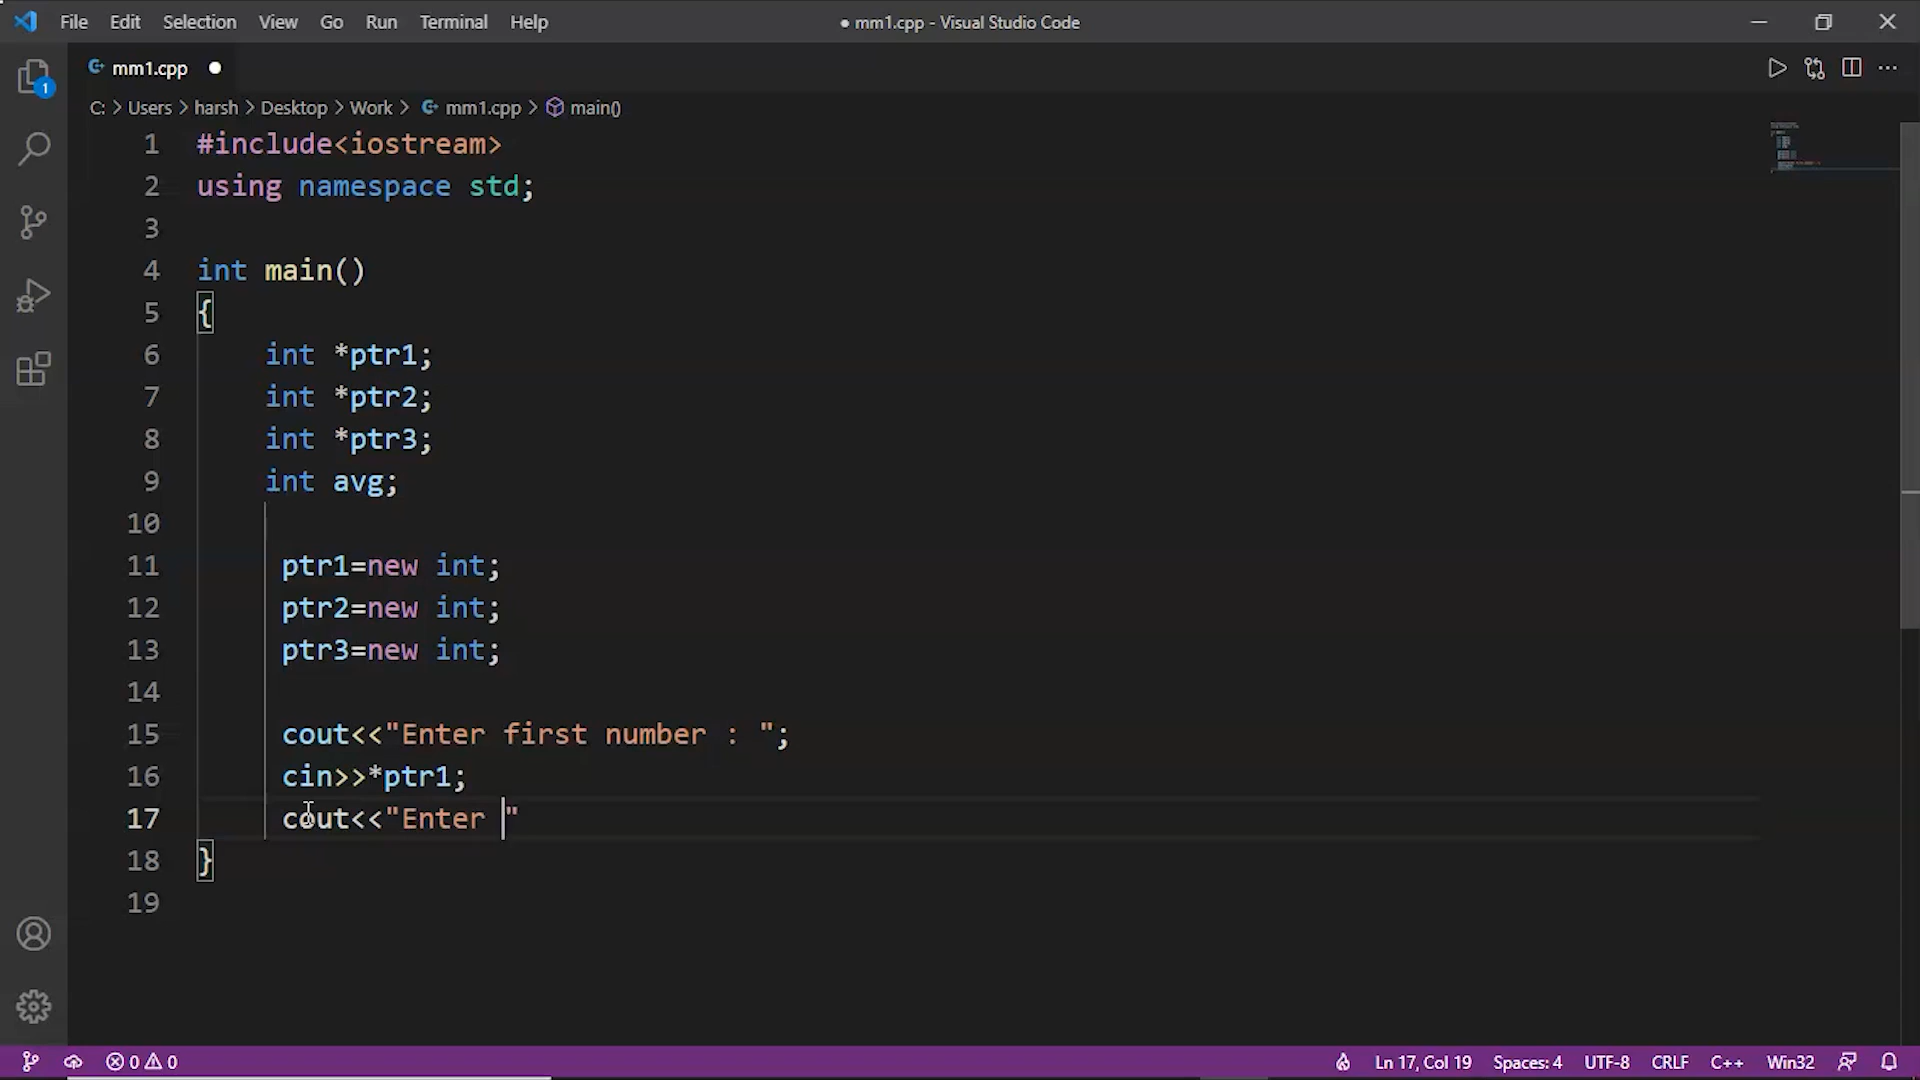 File Edit Selection View Go Run Terminal Help
● mm1.cpp - Visual Studio Code
mm1.cpp
C: > Users > harsh > Desktop > Work > mm1.cpp > main()
1 #include<iostream>
2 using namespace std;
3
4 int main()
5 {
6 int *ptr1;
7 int *ptr2;
8 int *ptr3;
9 int avg;
10
11 ptr1=new int;
12 ptr2=new int;
13 ptr3=new int;
14
15 cout<<"Enter first number : ";
16 cin>>*ptr1;
17 cout<<"Enter "
18 }
19
1
0 0 Ln 17, Col 19 Spaces: 4 UTF-8 CRLF C++ Win32